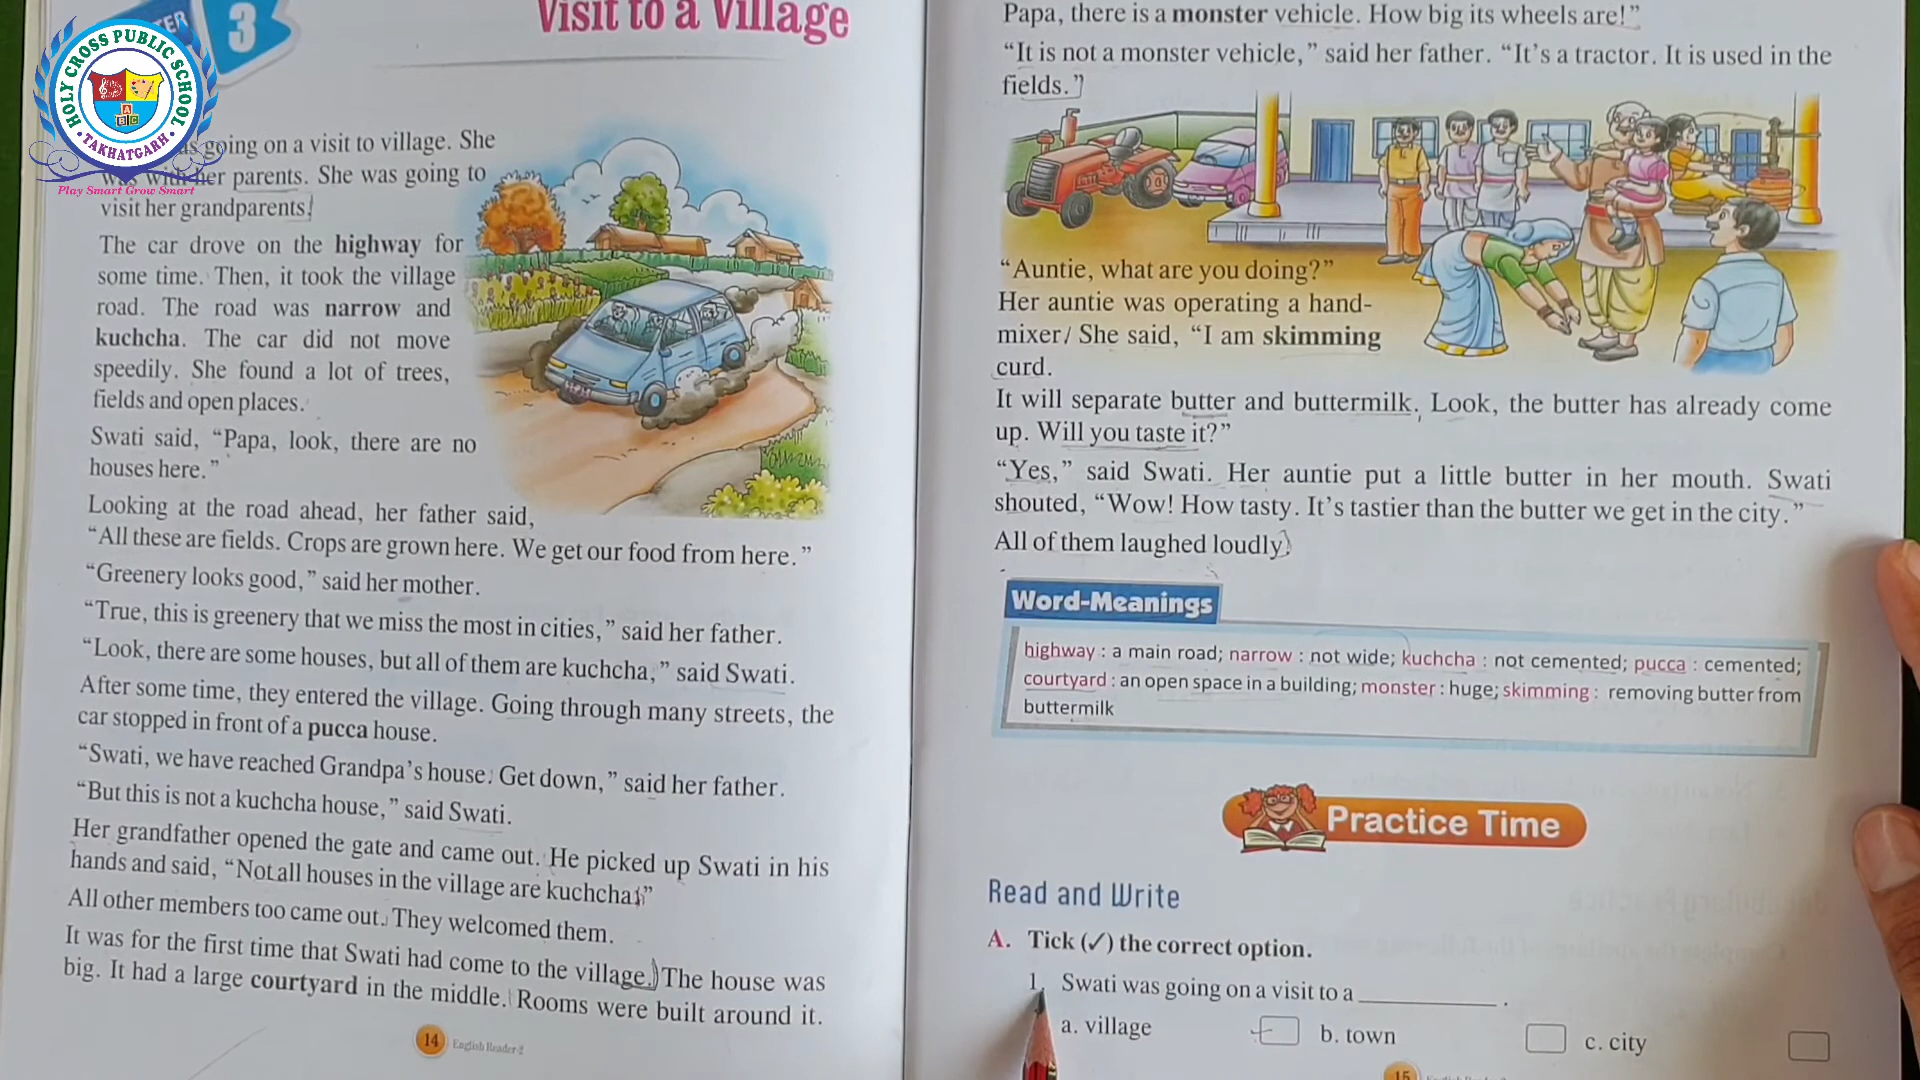 HOLY CROSS PUBLIC SCHOOL
• TAKHATGARH •
A
B C
Play Smart Grow Smart
TER
3
Visit to a Village
as going on a visit to village. She
was with her parents. She was going to
visit her grandparents.
The car drove on the highway for
some time. Then, it took the village
road. The road was narrow and
kuchcha. The car did not move
speedily. She found a lot of trees,
fields and open places.
Swati said, “Papa, look, there are no
houses here.”
Looking at the road ahead, her father said,
“All these are fields. Crops are grown here. We get our food from here.”
“Greenery looks good,” said her mother.
“True, this is greenery that we miss the most in cities,” said her father.
“Look, there are some houses, but all of them are kuchcha,” said Swati.
After some time, they entered the village. Going through many streets, the
car stopped in front of a pucca house.
“Swati, we have reached Grandpa’s house. Get down,” said her father.
“But this is not a kuchcha house,” said Swati.
Her grandfather opened the gate and came out. He picked up Swati in his
hands and said, “Not all houses in the village are kuchcha.”
All other members too came out. They welcomed them.
It was for the first time that Swati had come to the village. The house was
big. It had a large courtyard in the middle. Rooms were built around it.
14 English Reader-2
Papa, there is a monster vehicle. How big its wheels are!”
“It is not a monster vehicle,” said her father. “It’s a tractor. It is used in the
fields.”
“Auntie, what are you doing?”
Her auntie was operating a hand-
mixer. She said, “I am skimming
curd.
It will separate butter and buttermilk. Look, the butter has already come
up. Will you taste it?”
“Yes,” said Swati. Her auntie put a little butter in her mouth. Swati
shouted, “Wow! How tasty. It’s tastier than the butter we get in the city.”
All of them laughed loudly.
Word-Meanings
highway : a main road; narrow : not wide; kuchcha : not cemented; pucca : cemented;
courtyard : an open space in a building; monster : huge; skimming : removing butter from
buttermilk
Practice Time
Read and Write
A. Tick (✓) the correct option.
1. Swati was going on a visit to a __________ .
a. village b. town c. city
15